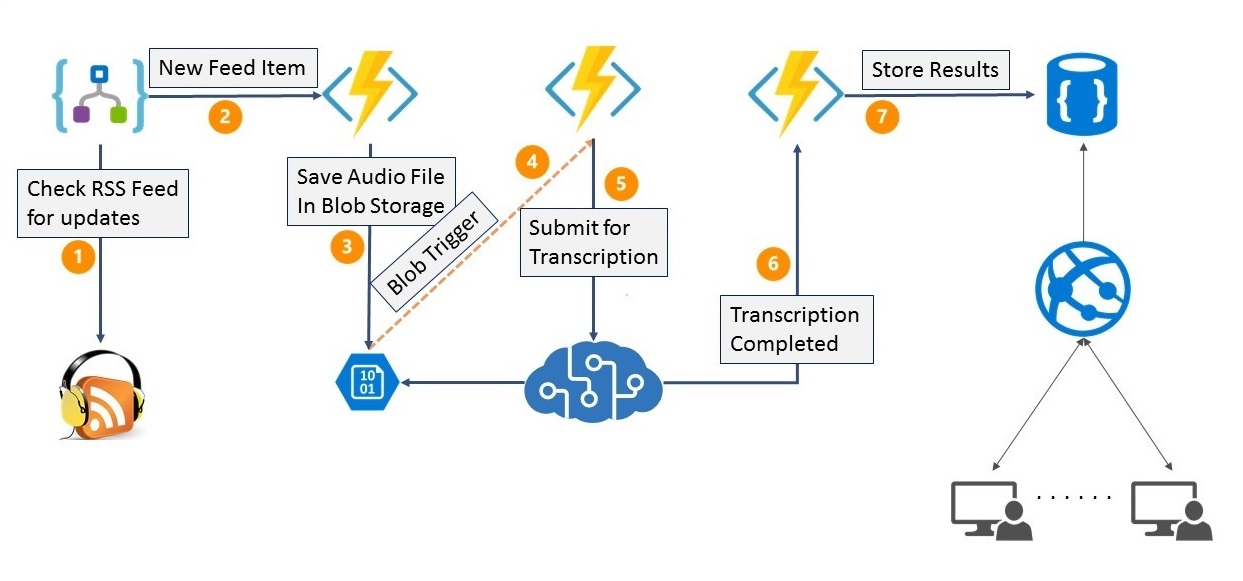 New Feed Item
2
Store Results
7
{ }
Check RSS Feed
for updates
1
Save Audio File
In Blob Storage
3
Blob Trigger
4
5
Submit for
Transcription
6
Transcription
Completed
10
01